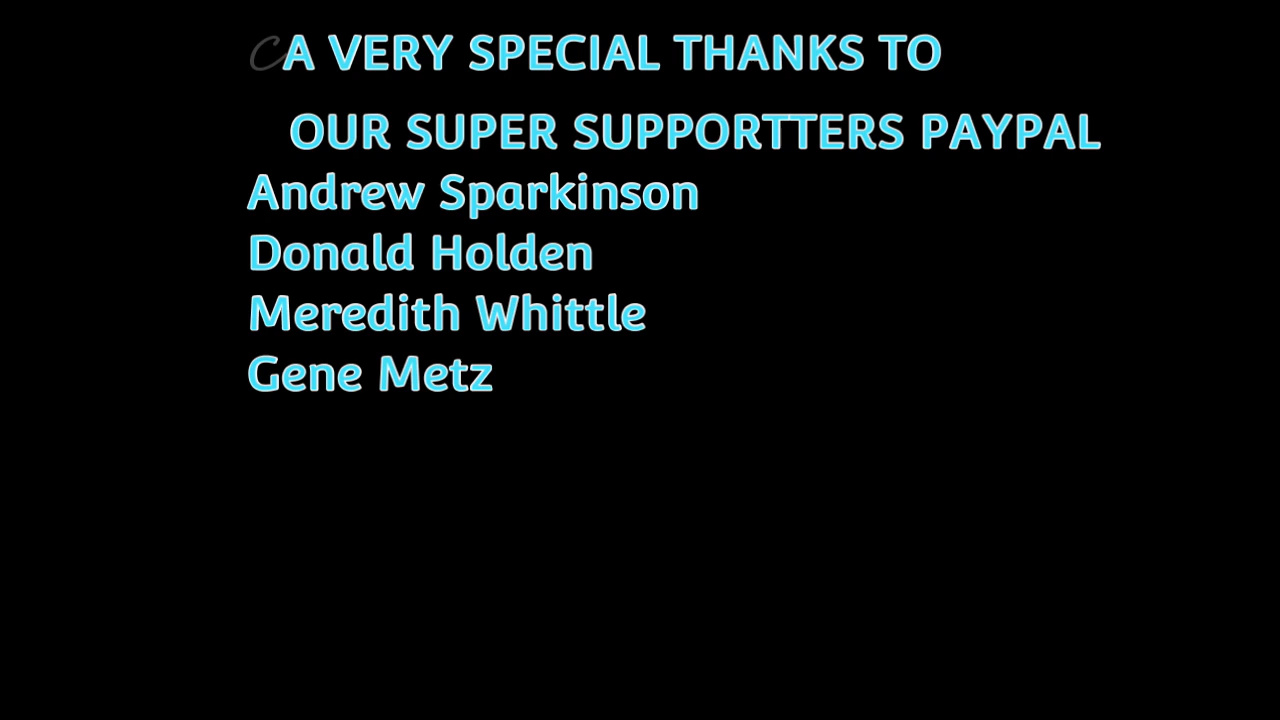 A VERY SPECIAL THANKS TO
OUR SUPER SUPPORTTERS PAYPAL
Andrew Sparkinson
Donald Holden
Meredith Whittle
Gene Metz